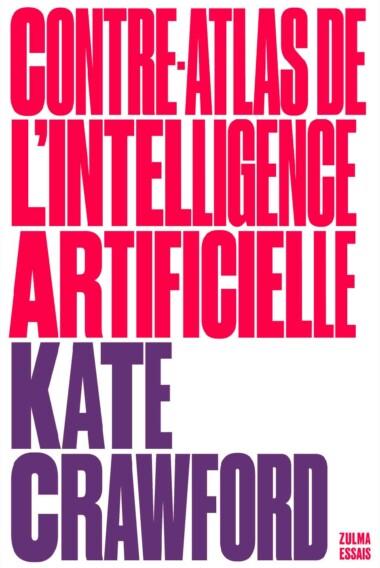 CONTRE-ATLAS DE
L'INTELLIGENCE
ARTIFICIELLE
KATE
CRAWFORD
ZULMA
ESSAIS